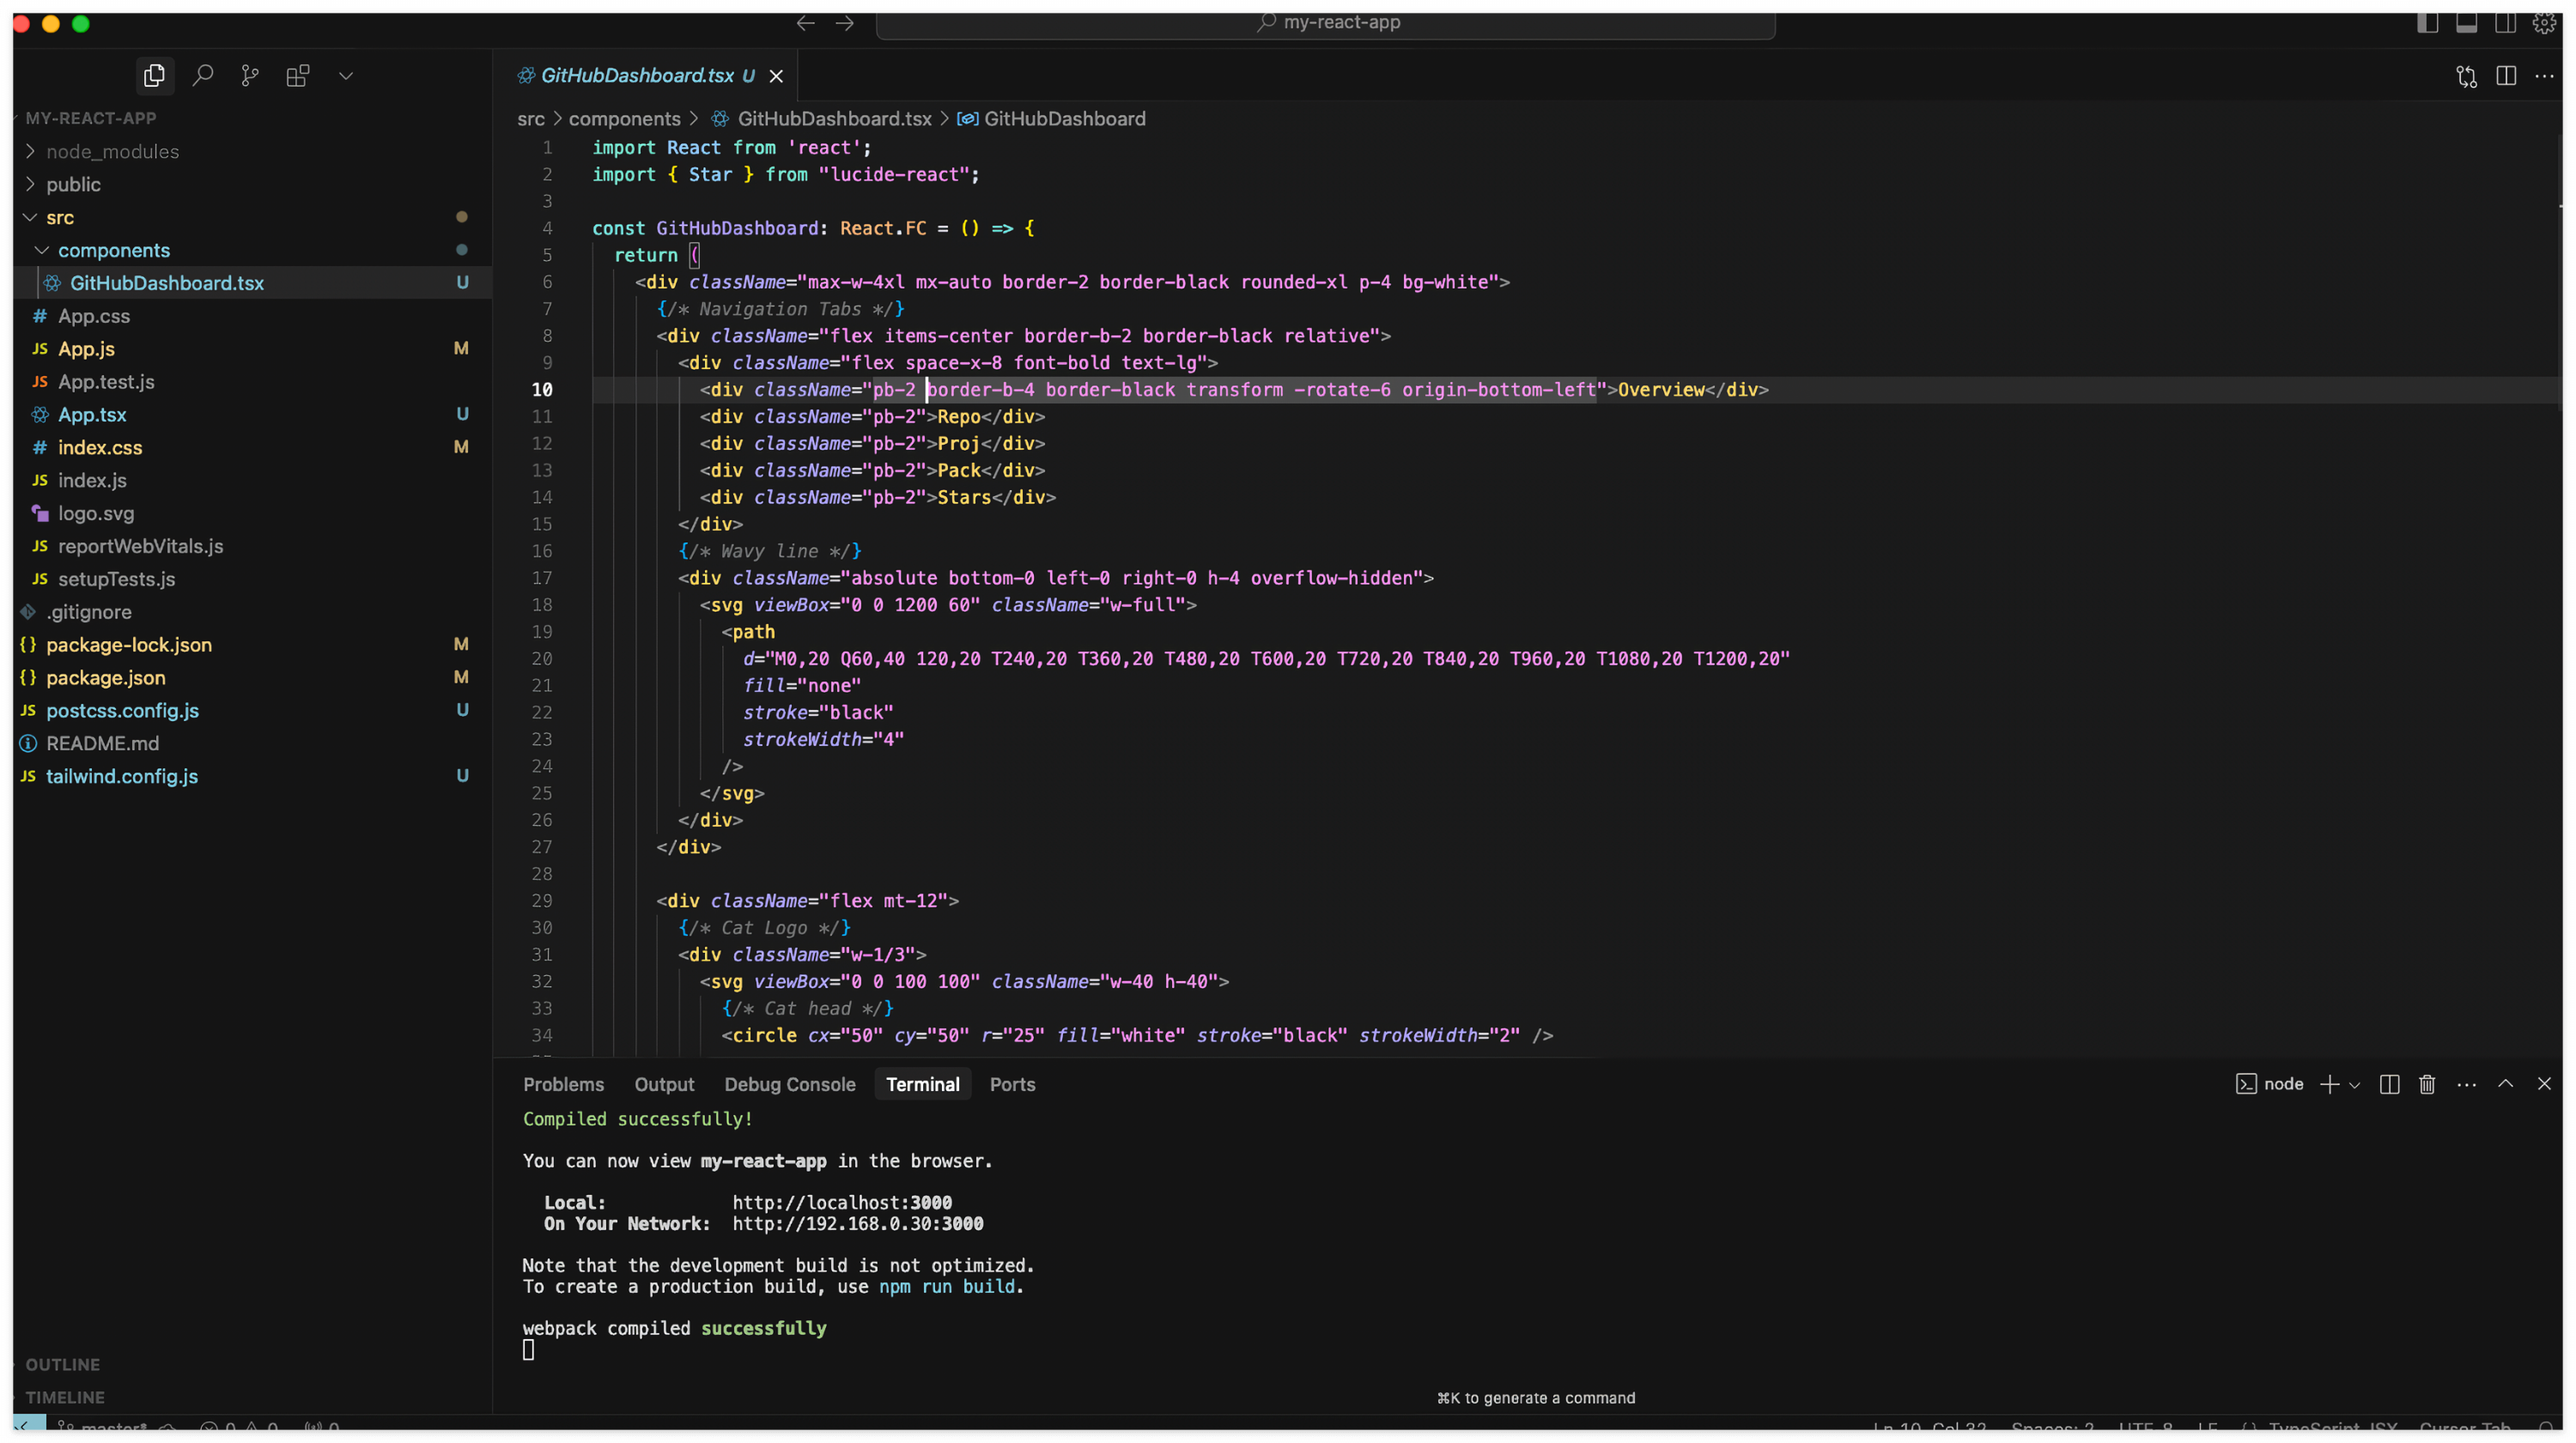 my-react-app
GitHubDashboard.tsx U
MY-REACT-APP
node_modules
public
src
components
GitHubDashboard.tsx U
App.css
App.js M
App.test.js
App.tsx U
index.css M
index.js
logo.svg
reportWebVitals.js
setupTests.js
.gitignore
package-lock.json M
package.json M
postcss.config.js U
README.md
tailwind.config.js U
OUTLINE
TIMELINE
src > components > GitHubDashboard.tsx > GitHubDashboard
1 import React from 'react';
2 import { Star } from "lucide-react";
3
4 const GitHubDashboard: React.FC = () => {
5 return (
6 <div className="max-w-4xl mx-auto border-2 border-black rounded-xl p-4 bg-white">
7 {/* Navigation Tabs */}
8 <div className="flex items-center border-b-2 border-black relative">
9 <div className="flex space-x-8 font-bold text-lg">
10 <div className="pb-2 border-b-4 border-black transform -rotate-6 origin-bottom-left">Overview</div>
11 <div className="pb-2">Repo</div>
12 <div className="pb-2">Proj</div>
13 <div className="pb-2">Pack</div>
14 <div className="pb-2">Stars</div>
15 </div>
16 {/* Wavy line */}
17 <div className="absolute bottom-0 left-0 right-0 h-4 overflow-hidden">
18 <svg viewBox="0 0 1200 60" className="w-full">
19 <path
20 d="M0,20 Q60,40 120,20 T240,20 T360,20 T480,20 T600,20 T720,20 T840,20 T960,20 T1080,20 T1200,20"
21 fill="none"
22 stroke="black"
23 strokeWidth="4"
24 />
25 </svg>
26 </div>
27 </div>
28
29 <div className="flex mt-12">
30 {/* Cat Logo */}
31 <div className="w-1/3">
32 <svg viewBox="0 0 100 100" className="w-40 h-40">
33 {/* Cat head */}
34 <circle cx="50" cy="50" r="25" fill="white" stroke="black" strokeWidth="2" />
Problems Output Debug Console Terminal Ports
node
Compiled successfully!
You can now view my-react-app in the browser.
Local: http://localhost:3000
On Your Network: http://192.168.0.30:3000
Note that the development build is not optimized.
To create a production build, use npm run build.
webpack compiled successfully
⌘K to generate a command
master*
Ln 10, Col 32 Spaces: 2 UTF-8 LF {} TypeScript JSX Cursor Tab